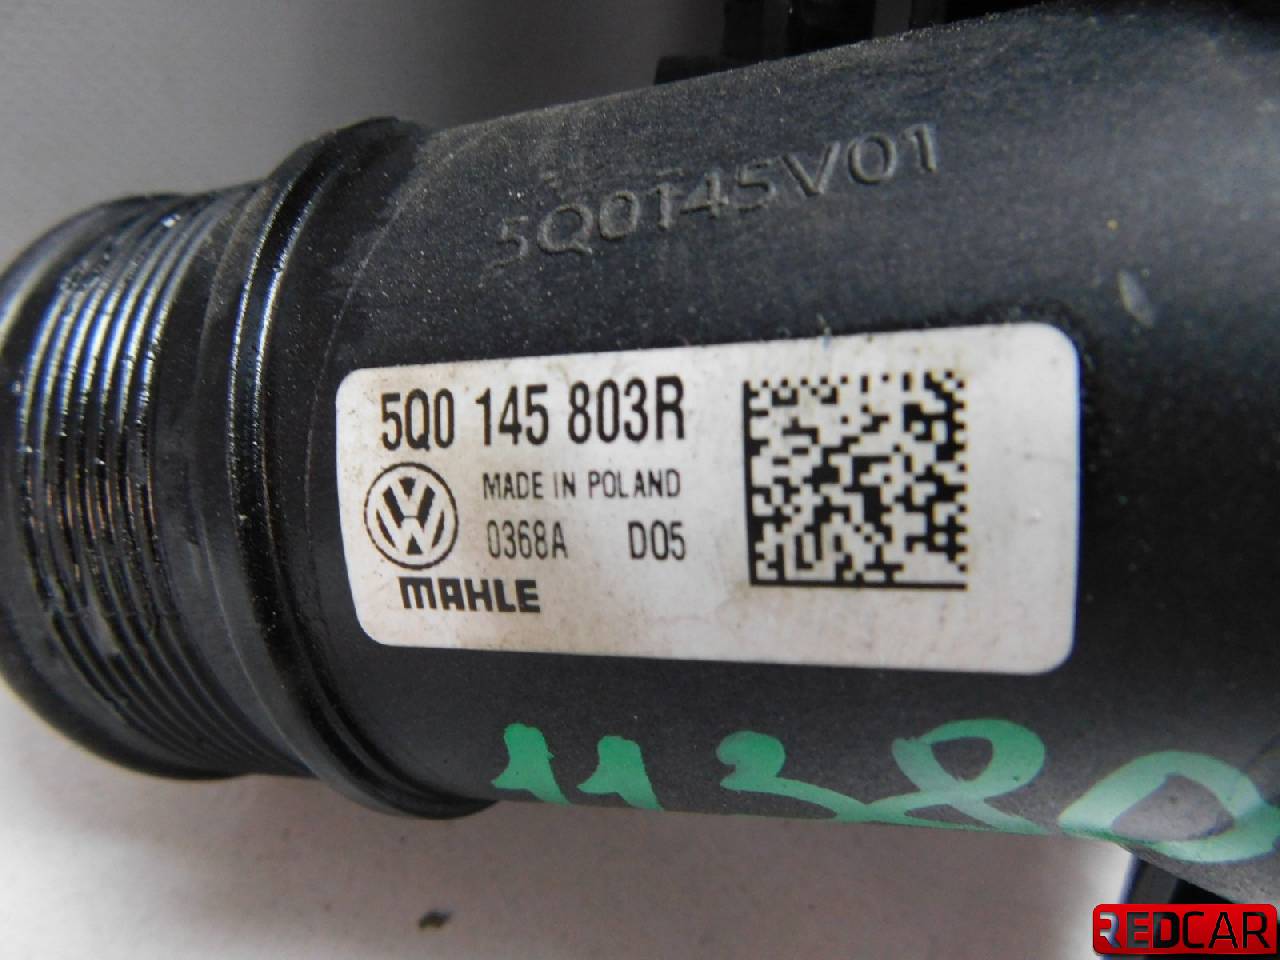 5Q0145V01
5Q0 145 803R
MADE IN POLAND
0368A D05
MAHLE
REDCAR